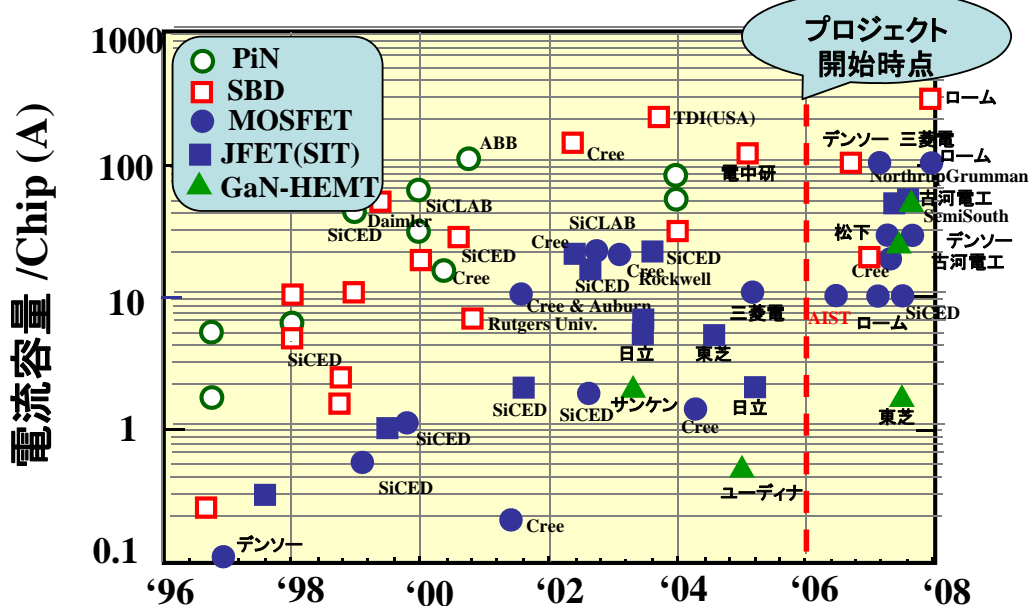 プロジェクト
開始時点
電流容量 /Chip (A)
1000
100
10
1
0.1
PiN
SBD
MOSFET
JFET(SIT)
GaN-HEMT
ABB
Cree
TDI(USA)
電中研
デンソー
三菱電
ローム
ローム
NorthrupGrumman
古河電工
SemiSouth
SiCLAB
Daimler
SiCED
SiCED
Cree
SiCLAB
Cree
SiCED
Cree
SiCED
Rockwell
松下
デンソー
古河電工
Cree
Cree & Auburn
Rutgers Univ.
三菱電
AIST
ローム
SiCED
SiCED
日立
東芝
SiCED
SiCED
サンケン
Cree
日立
東芝
SiCED
SiCED
ユーディナ
Cree
デンソー
‘96
‘98
‘00
‘02
‘04
‘06
‘08